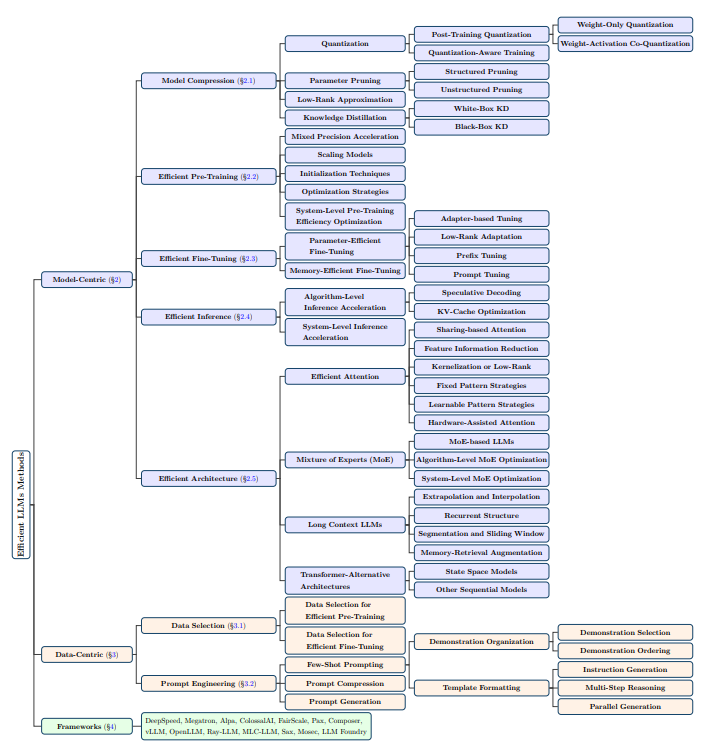 Efficient LLMs Methods
Model-Centric (§2)
Model Compression (§2.1)
Quantization
Post-Training Quantization
Weight-Only Quantization
Weight-Activation Co-Quantization
Quantization-Aware Training
Parameter Pruning
Structured Pruning
Unstructured Pruning
Low-Rank Approximation
Knowledge Distillation
White-Box KD
Black-Box KD
Efficient Pre-Training (§2.2)
Mixed Precision Acceleration
Scaling Models
Initialization Techniques
Optimization Strategies
System-Level Pre-Training
Efficiency Optimization
Efficient Fine-Tuning (§2.3)
Parameter-Efficient
Fine-Tuning
Adapter-based Tuning
Low-Rank Adaptation
Prefix Tuning
Prompt Tuning
Memory-Efficient Fine-Tuning
Efficient Inference (§2.4)
Algorithm-Level
Inference Acceleration
Speculative Decoding
KV-Cache Optimization
System-Level Inference
Acceleration
Efficient Architecture (§2.5)
Efficient Attention
Sharing-based Attention
Feature Information Reduction
Kernelization or Low-Rank
Fixed Pattern Strategies
Learnable Pattern Strategies
Hardware-Assisted Attention
Mixture of Experts (MoE)
MoE-based LLMs
Algorithm-Level MoE Optimization
System-Level MoE Optimization
Long Context LLMs
Extrapolation and Interpolation
Recurrent Structure
Segmentation and Sliding Window
Memory-Retrieval Augmentation
Transformer-Alternative
Architectures
State Space Models
Other Sequential Models
Data-Centric (§3)
Data Selection (§3.1)
Data Selection for
Efficient Pre-Training
Data Selection for
Efficient Fine-Tuning
Prompt Engineering (§3.2)
Few-Shot Prompting
Demonstration Organization
Demonstration Selection
Demonstration Ordering
Template Formatting
Instruction Generation
Multi-Step Reasoning
Parallel Generation
Prompt Compression
Prompt Generation
Frameworks (§4)
DeepSpeed, Megatron, Alpa, ColossalAI, FairScale, Pax, Composer,
vLLM, OpenLLM, Ray-LLM, MLC-LLM, Sax, Mosec, LLM Foundry